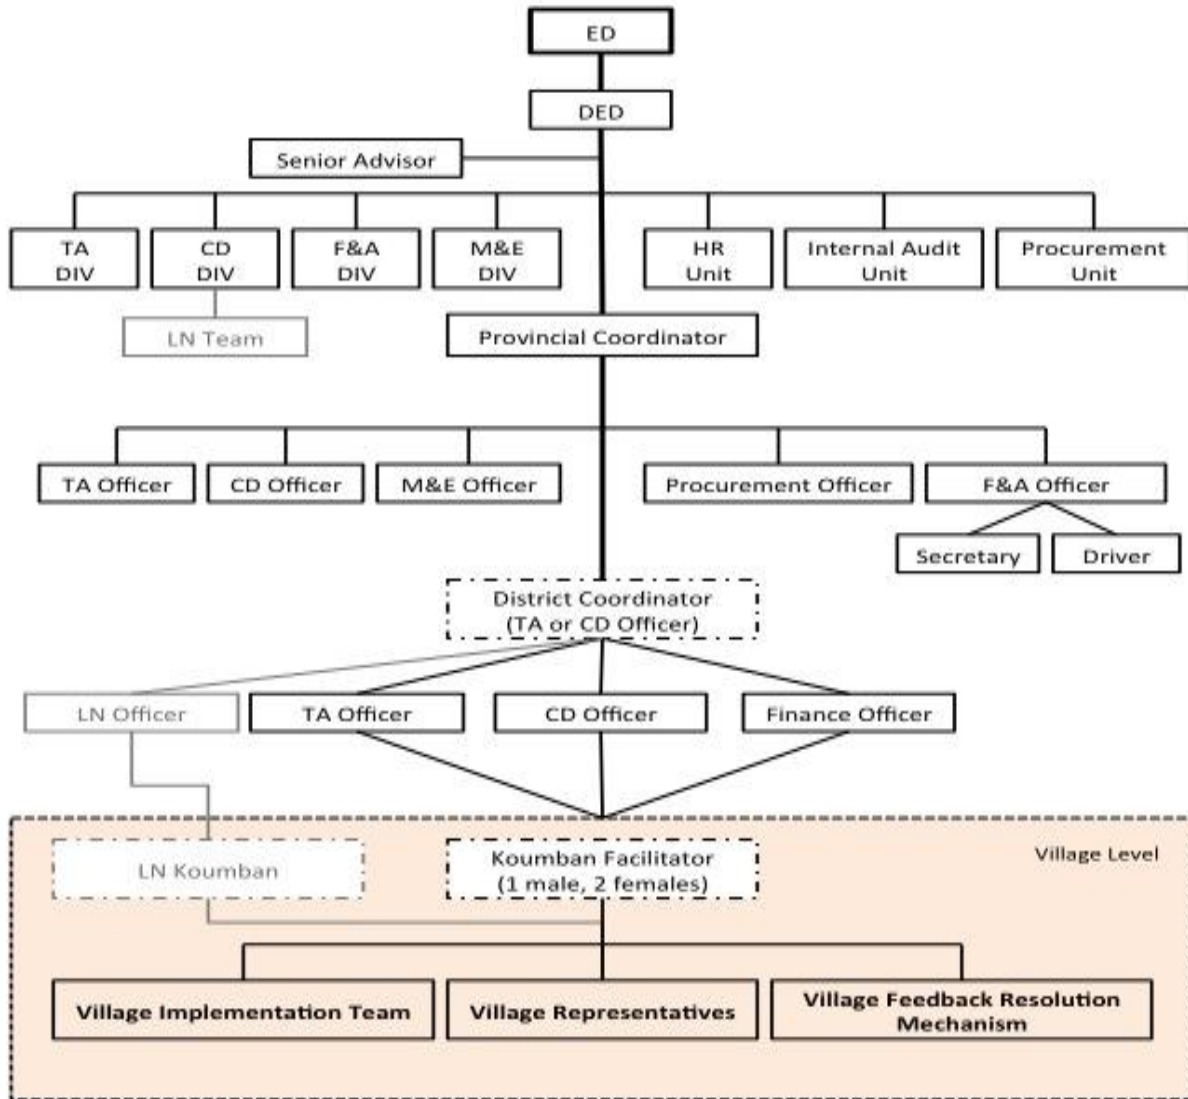 ED
DED
Senior Advisor
TA
DIV
CD
DIV
F&A
DIV
M&E
DIV
HR
Unit
Internal Audit
Unit
Procurement
Unit
LN Team
Provincial Coordinator
TA Officer
CD Officer
M&E Officer
Procurement Officer
F&A Officer
Secretary
Driver
District Coordinator
(TA or CD Officer)
LN Officer
TA Officer
CD Officer
Finance Officer
Village Level
LN Koumban
Koumban Facilitator
(1 male, 2 females)
Village Implementation Team
Village Representatives
Village Feedback Resolution
Mechanism